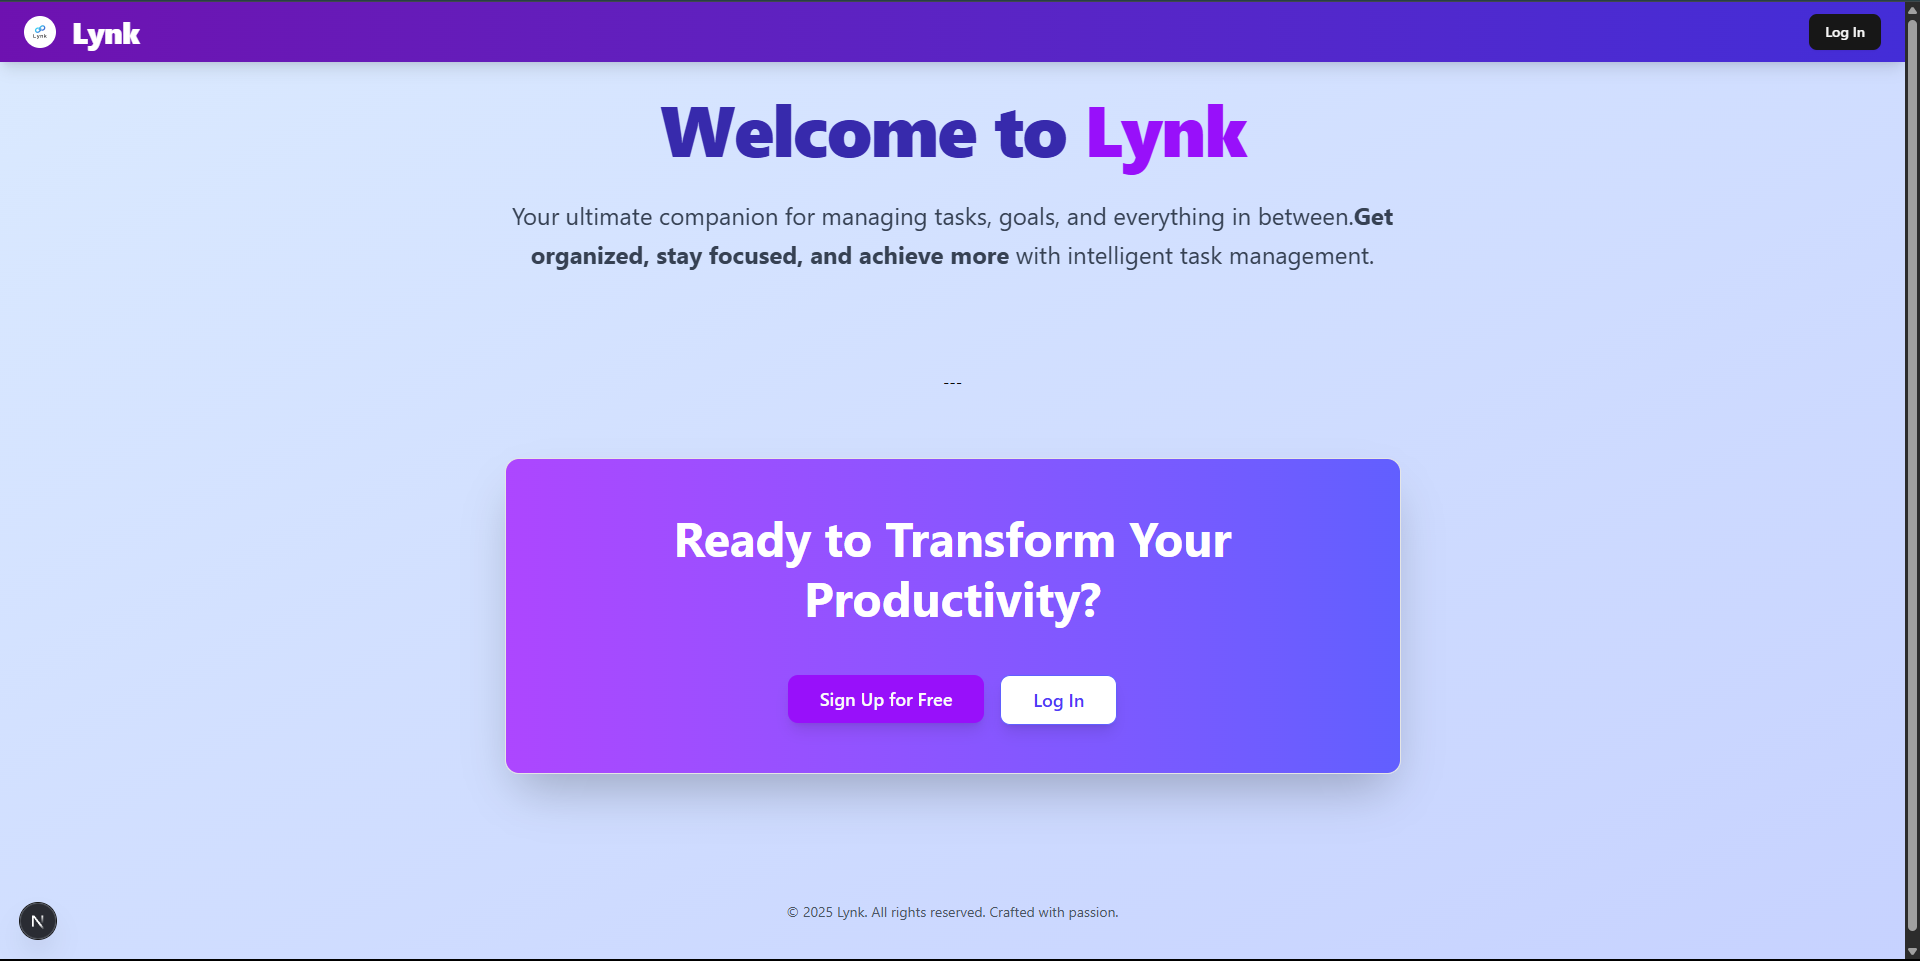 Lynk
Lynk
Log In
Welcome to Lynk
Your ultimate companion for managing tasks, goals, and everything in between.Get
organized, stay focused, and achieve more with intelligent task management.
---
Ready to Transform Your
Productivity?
Sign Up for Free
Log In
© 2025 Lynk. All rights reserved. Crafted with passion.
N